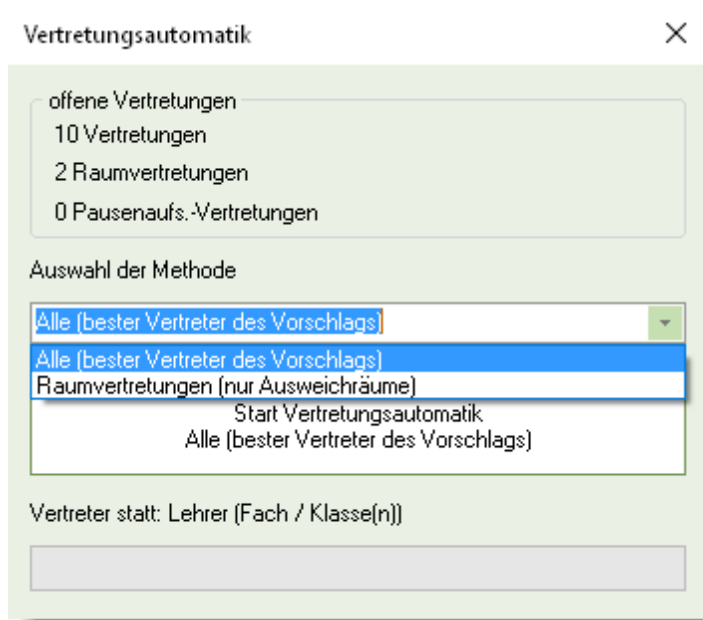 Vertretungsautomatik
offene Vertretungen
10 Vertretungen
2 Raumvertretungen
0 Pausenaufs.-Vertretungen
Auswahl der Methode
Alle (bester Vertreter des Vorschlags)
Alle (bester Vertreter des Vorschlags)
Raumvertretungen (nur Ausweichräume)
Start Vertretungsautomatik
Alle (bester Vertreter des Vorschlags)
Vertreter statt: Lehrer (Fach / Klasse(n))